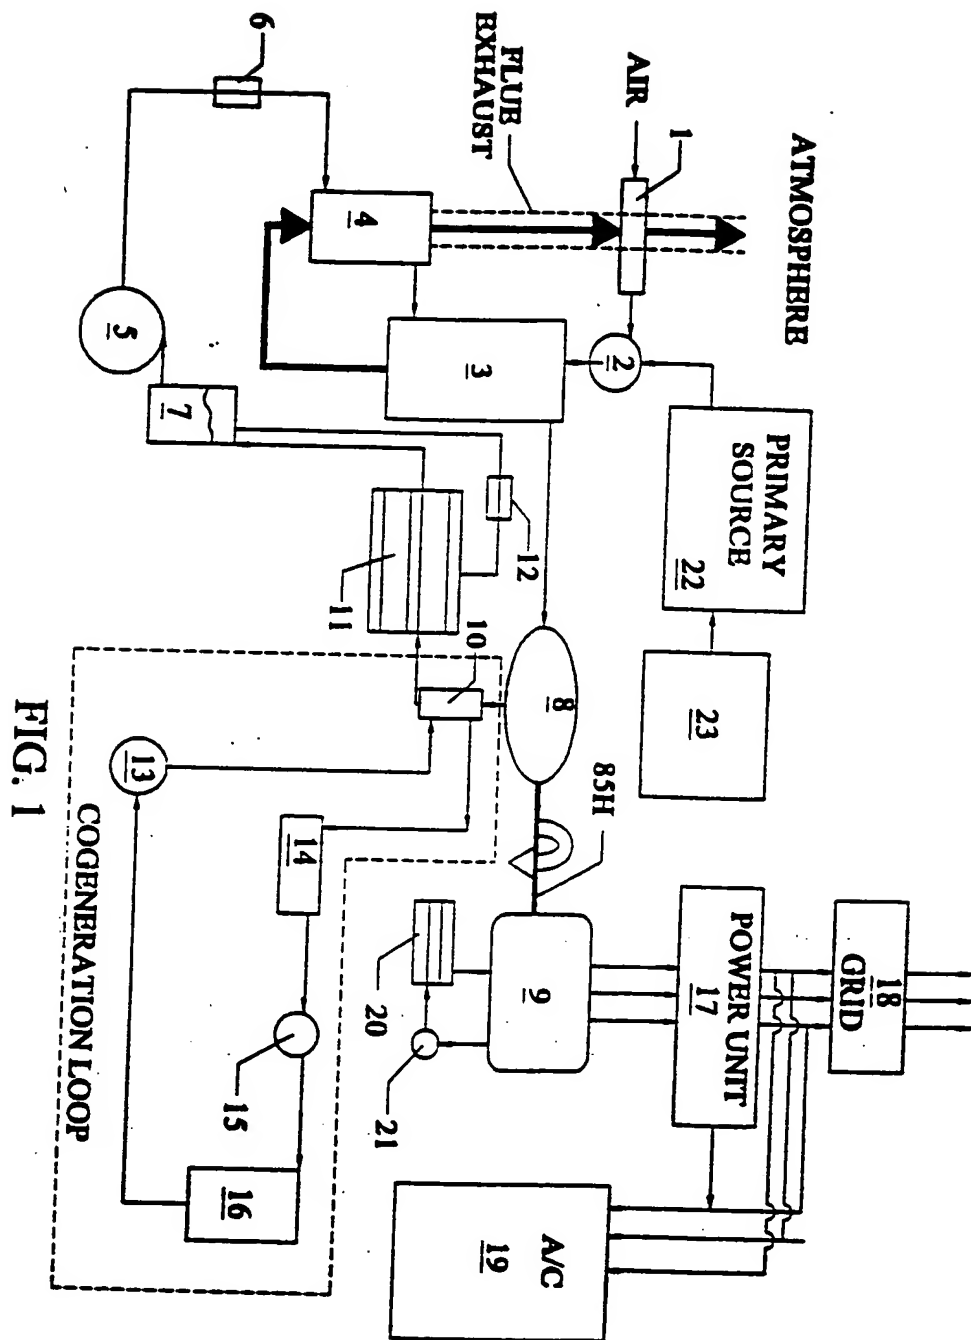 18
GRID
ATMOSPHERE
PRIMARY
SOURCE
22
POWER UNIT
17
23
1
AIR
2
85H
A/C
19
8
9
FLUE
EXHAUST
12
3
10
21
20
4
11
14
6
16
15
7
13
5
COGENERATION LOOP
FIG. 1